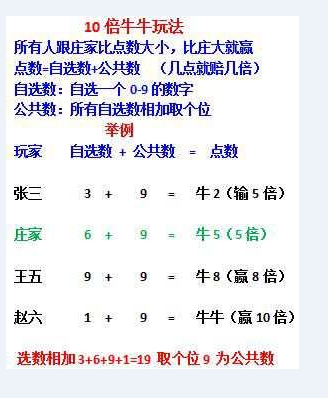 10 倍牛牛玩法
所有人跟庄家比点数大小，比庄大就赢
点数=自选数+公共数 （几点就赔几倍）
自选数：自选一个 0-9 的数字
公共数：所有自选数相加取个位
举例
玩家 自选数 + 公共数 = 点数
张三 3 + 9 = 牛 2（输 5 倍）
庄家 6 + 9 = 牛 5（5 倍）
王五 9 + 9 = 牛 8（赢 8 倍）
赵六 1 + 9 = 牛牛（赢 10 倍）
选数相加 3+6+9+1=19 取个位 9 为公共数